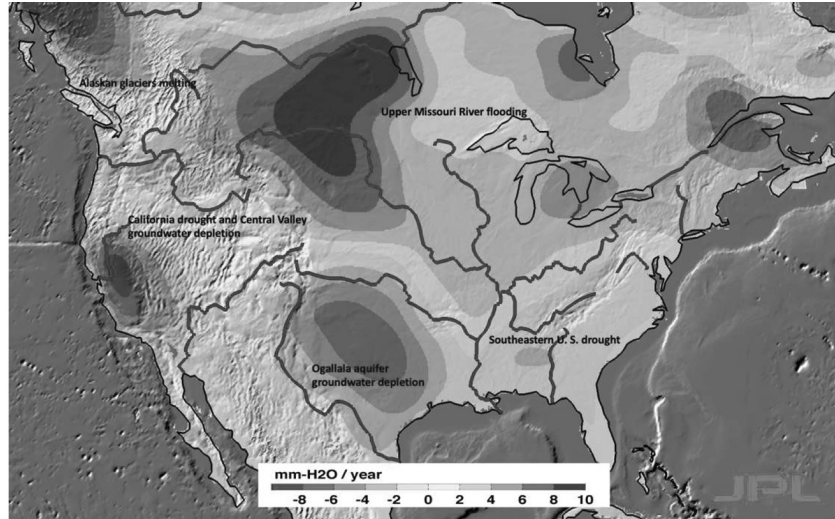 Alaskan glaciers melting
Upper Missouri River flooding
California drought and Central Valley
groundwater depletion
Southeastern U. S. drought
Ogallala aquifer
groundwater depletion
mm-H2O / year
-8 -6 -4 -2 0 2 4 6 8 10
JPL